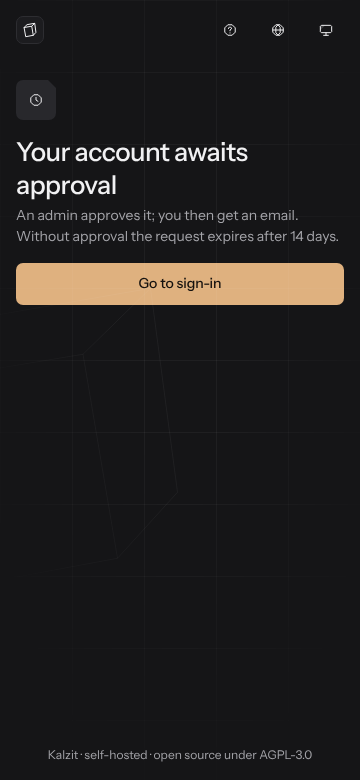 Your account awaits
approval
An admin approves it; you then get an email.
Without approval the request expires after 14 days.
Go to sign-in
Kalzit · self-hosted · open source under AGPL-3.0